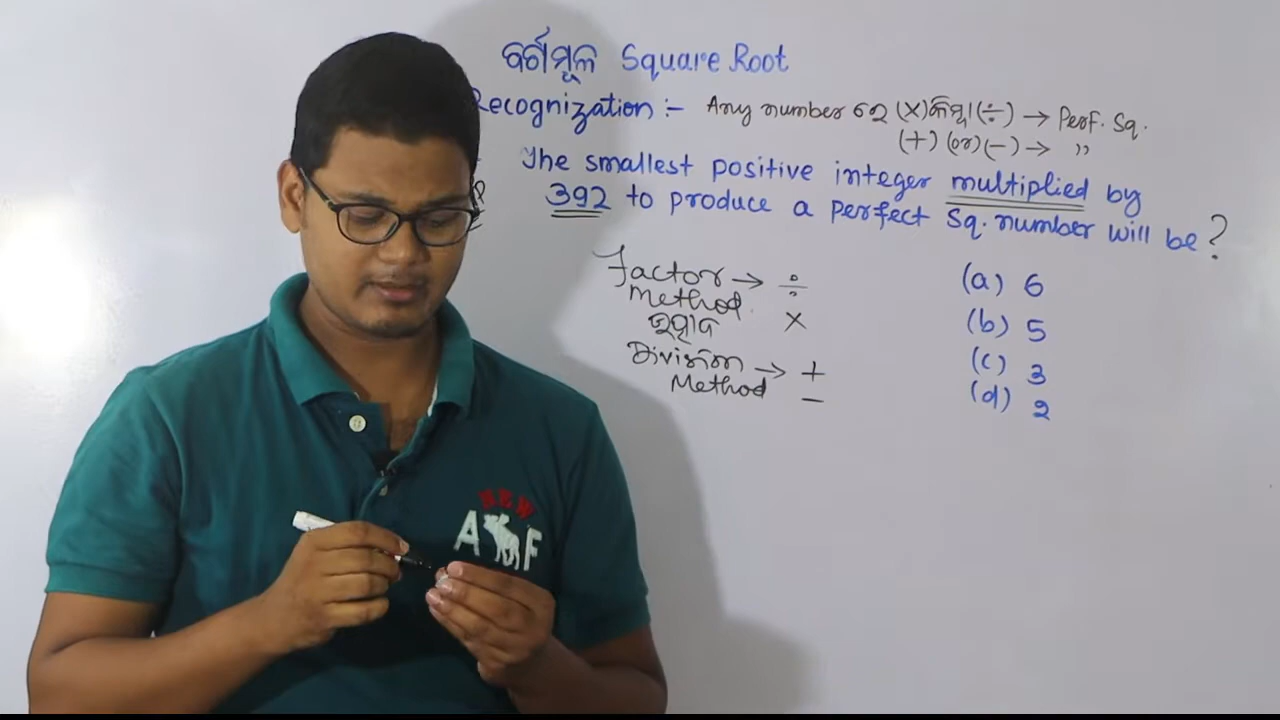 ବର୍ଗମୂଳ Square Root
Recognization :- Any number ରେ (×) କିମ୍ବା (÷) → Perf. Sq.
(+) (or) (−) → ,,
The smallest positive integer multiplied by
392 to produce a perfect Sq. number will be ?
Factor → ÷
Method ×
Division → +
Method −
(a) 6
(b) 5
(c) 3
(d) 2
NEW
A F